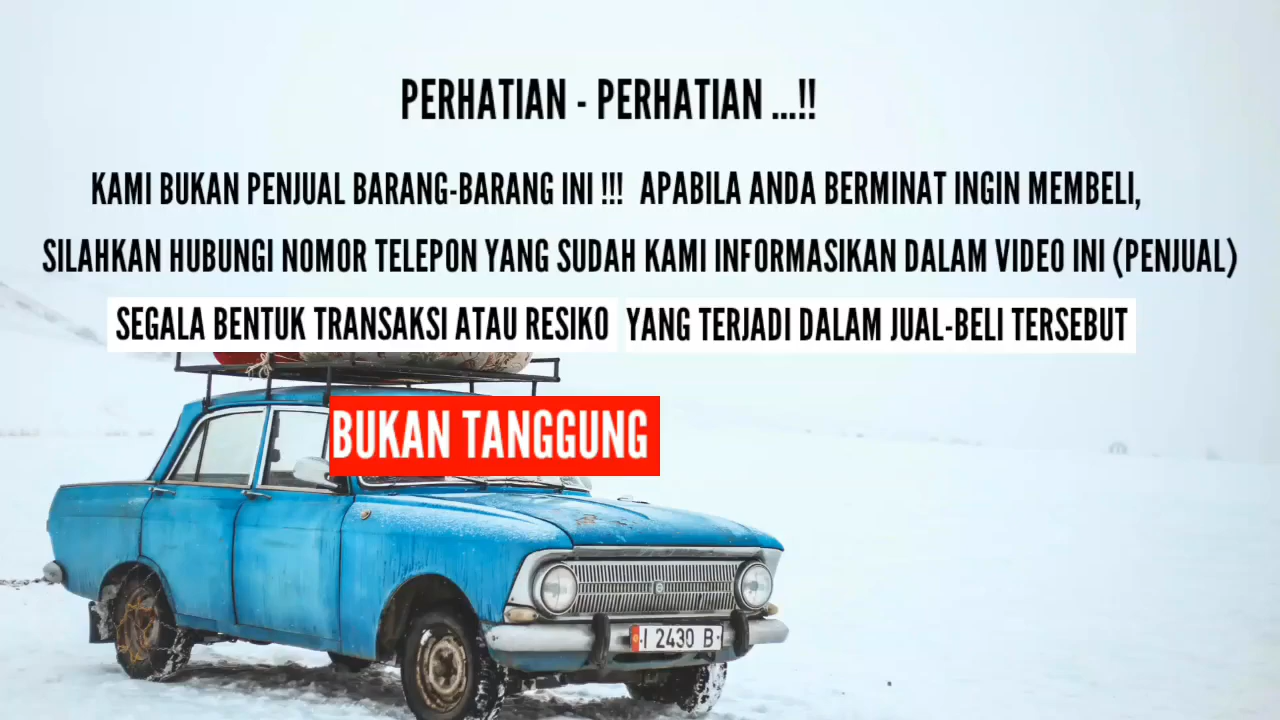 PERHATIAN - PERHATIAN ...!!
KAMI BUKAN PENJUAL BARANG-BARANG INI !!! APABILA ANDA BERMINAT INGIN MEMBELI,
SILAHKAN HUBUNGI NOMOR TELEPON YANG SUDAH KAMI INFORMASIKAN DALAM VIDEO INI (PENJUAL)
SEGALA BENTUK TRANSAKSI ATAU RESIKO YANG TERJADI DALAM JUAL-BELI TERSEBUT
BUKAN TANGGUNG
I 2430 B